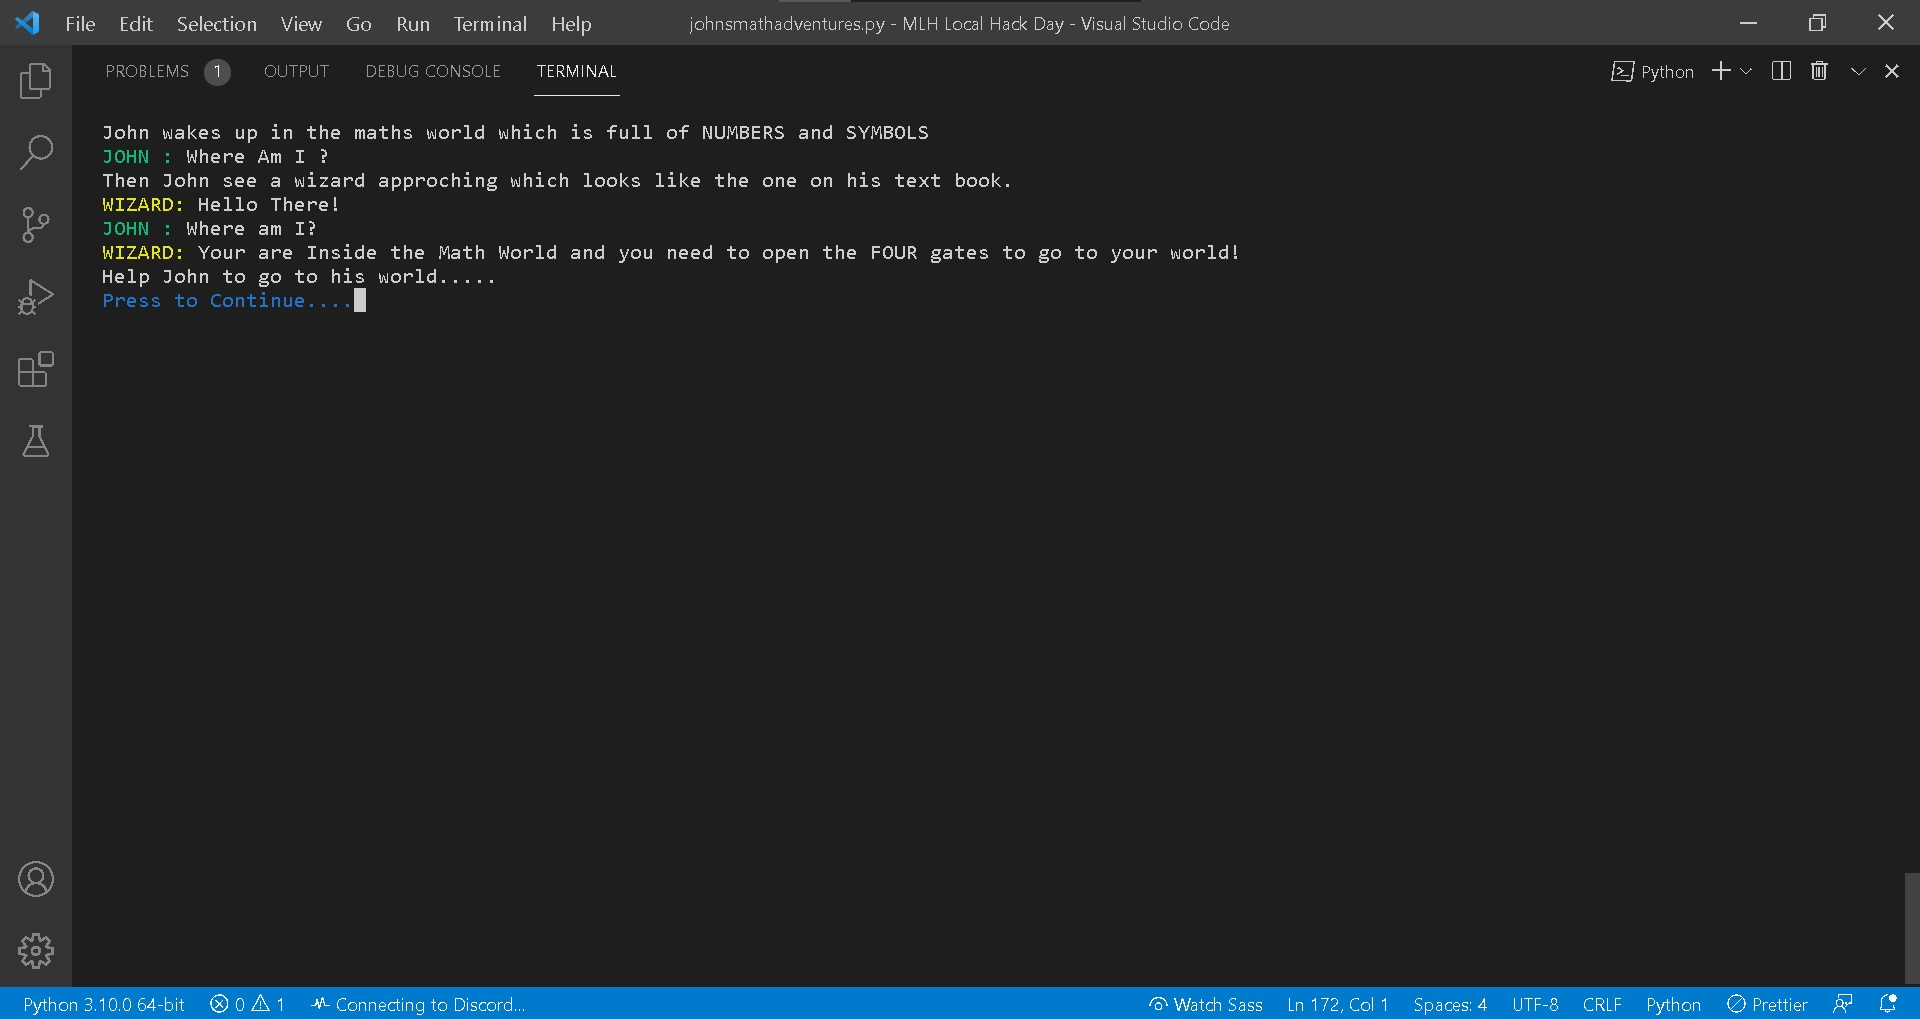 File Edit Selection View Go Run Terminal Help johnsmathadventures.py - MLH Local Hack Day - Visual Studio Code
PROBLEMS 1 OUTPUT DEBUG CONSOLE TERMINAL Python
John wakes up in the maths world which is full of NUMBERS and SYMBOLS
JOHN : Where Am I ?
Then John see a wizard approching which looks like the one on his text book.
WIZARD: Hello There!
JOHN : Where am I?
WIZARD: Your are Inside the Math World and you need to open the FOUR gates to go to your world!
Help John to go to his world.....
Press to Continue....
Python 3.10.0 64-bit 0 1 Connecting to Discord... Watch Sass Ln 172, Col 1 Spaces: 4 UTF-8 CRLF Python Prettier